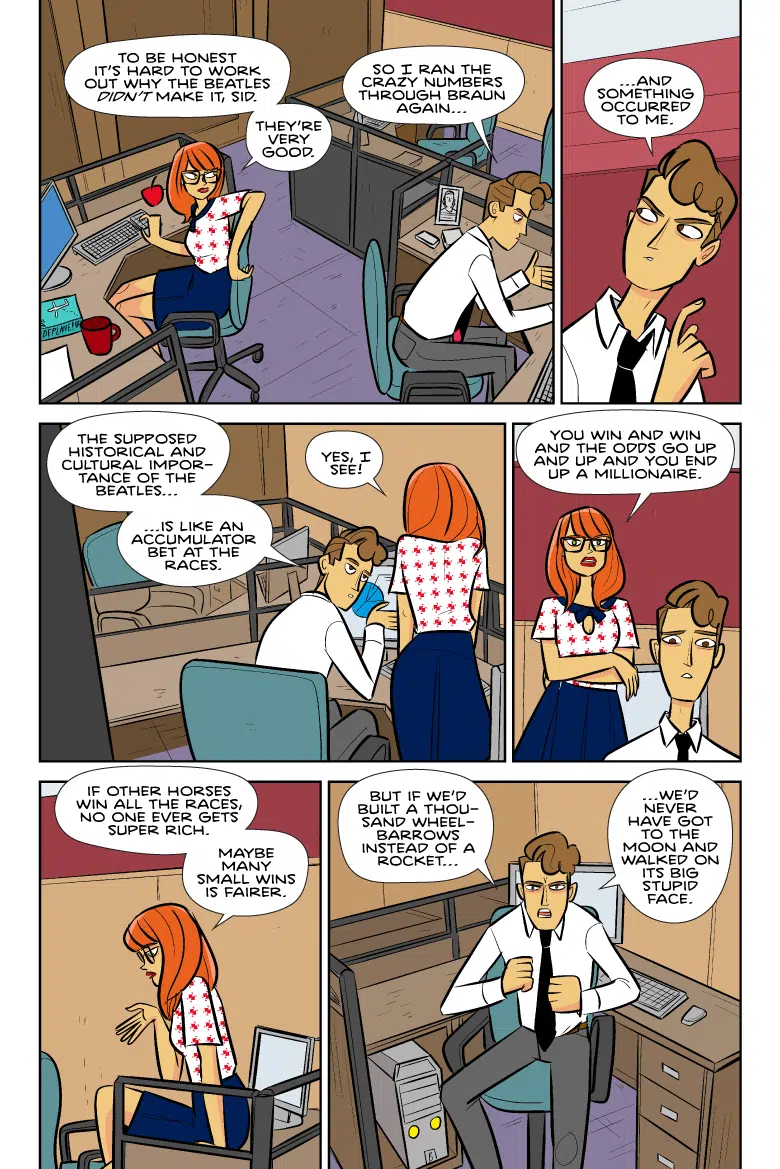 TO BE HONEST
IT'S HARD TO WORK
OUT WHY THE BEATLES
DIDN'T MAKE IT, SID.
THEY'RE
VERY
GOOD.
SO I RAN THE
CRAZY NUMBERS
THROUGH BRAUN
AGAIN...
...AND
SOMETHING
OCCURRED
TO ME.
THE SUPPOSED
HISTORICAL AND
CULTURAL IMPOR-
TANCE OF THE
BEATLES...
...IS LIKE AN
ACCUMULATOR
BET AT THE
RACES.
YES, I
SEE!
YOU WIN AND WIN
AND THE ODDS GO UP
AND UP AND YOU END
UP A MILLIONAIRE.
IF OTHER HORSES
WIN ALL THE RACES,
NO ONE EVER GETS
SUPER RICH.
MAYBE
MANY
SMALL WINS
IS FAIRER.
BUT IF WE'D
BUILT A THOU-
SAND WHEEL-
BARROWS
INSTEAD OF A
ROCKET...
...WE'D
NEVER
HAVE GOT
TO THE
MOON AND
WALKED ON
ITS BIG
STUPID
FACE.